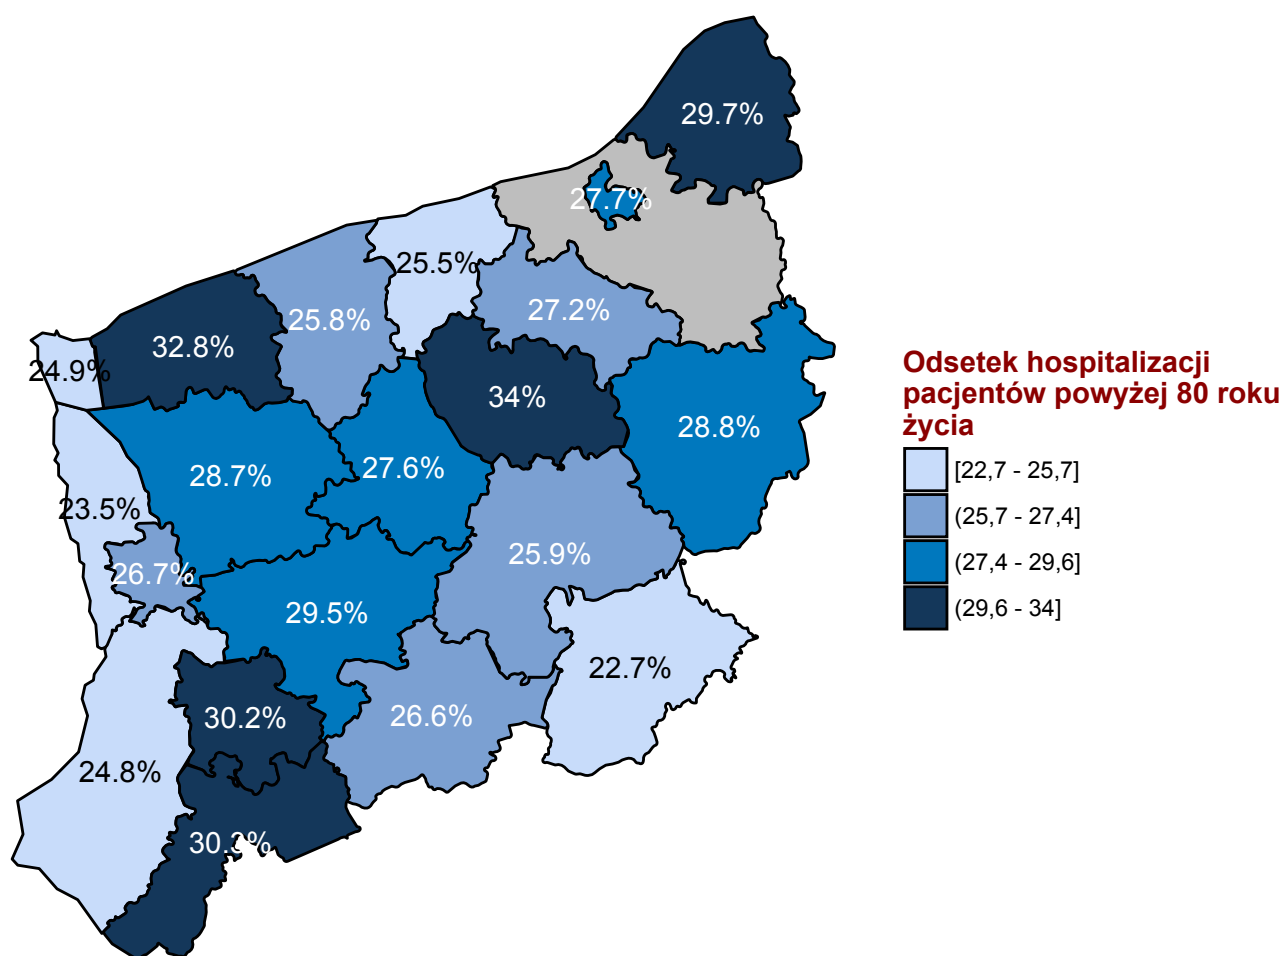 29.7%
27.7%
25.5%
27.2%
25.8%
32.8%
24.9%
34%
28.8%
28.7%
27.6%
23.5%
25.9%
26.7%
29.5%
22.7%
30.2%
26.6%
24.8%
30.3%
Odsetek hospitalizacji
pacjentów powyżej 80 roku
życia
[22,7 - 25,7]
(25,7 - 27,4]
(27,4 - 29,6]
(29,6 - 34]